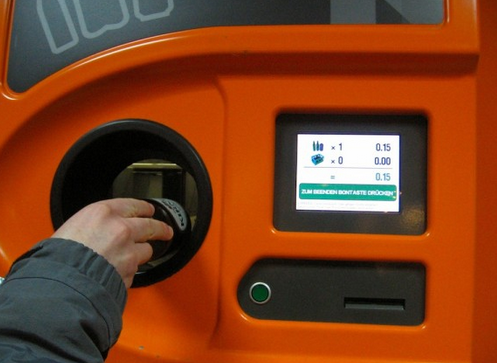 x 1 0.15
x 0 0.00
= 0.15
ZUM BEENDEN BONTASTE DRÜCKEN